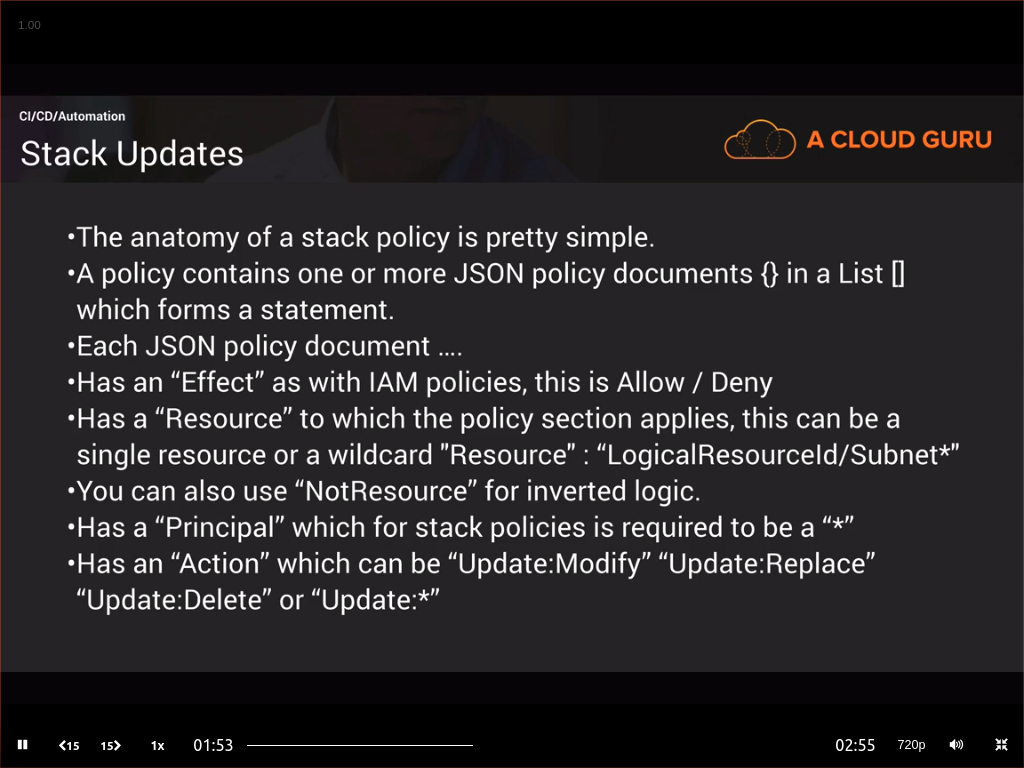 1.00
CI/CD/Automation
Stack Updates
A CLOUD GURU
•The anatomy of a stack policy is pretty simple.
•A policy contains one or more JSON policy documents {} in a List []
which forms a statement.
•Each JSON policy document ....
•Has an “Effect” as with IAM policies, this is Allow / Deny
•Has a “Resource” to which the policy section applies, this can be a
single resource or a wildcard "Resource" : “LogicalResourceId/Subnet*"
•You can also use “NotResource” for inverted logic.
•Has a “Principal” which for stack policies is required to be a “*”
•Has an “Action” which can be “Update:Modify” “Update:Replace”
“Update:Delete” or “Update:*”
15 15 1x 01:53 02:55 720p